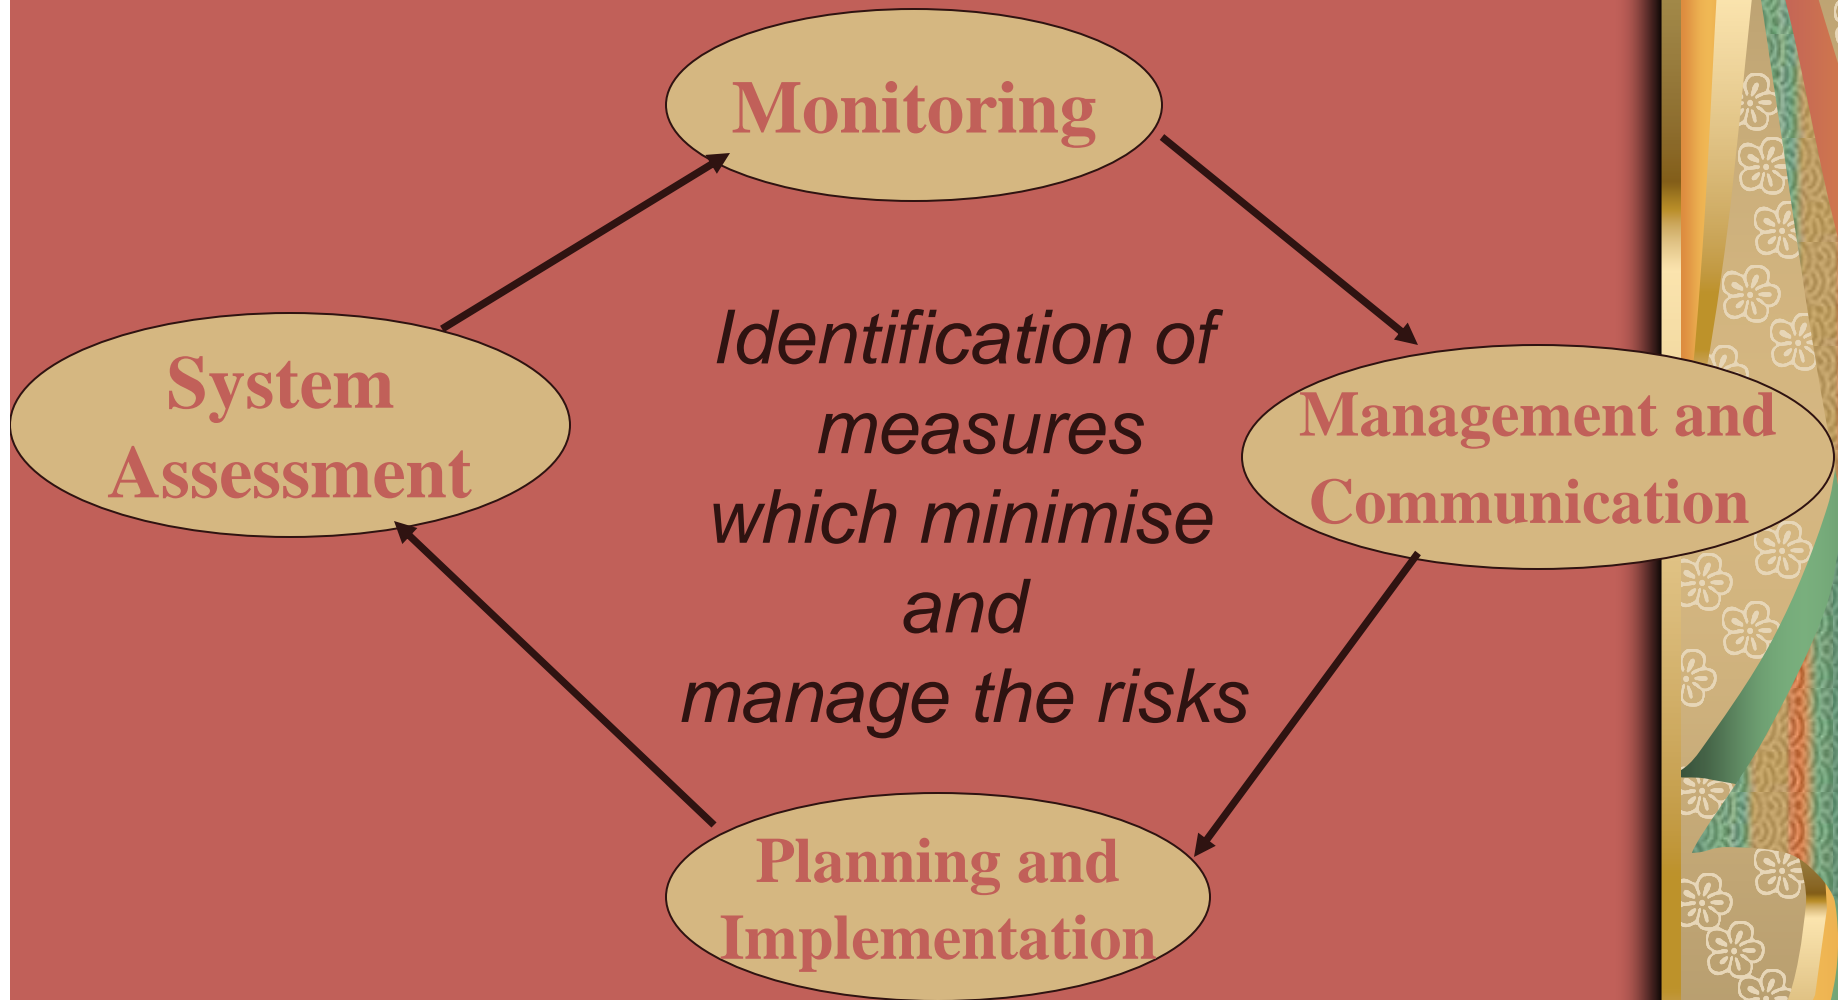 Monitoring
System
Assessment
Identification of
measures
which minimise
and
manage the risks
Management and
Communication
Planning and
Implementation